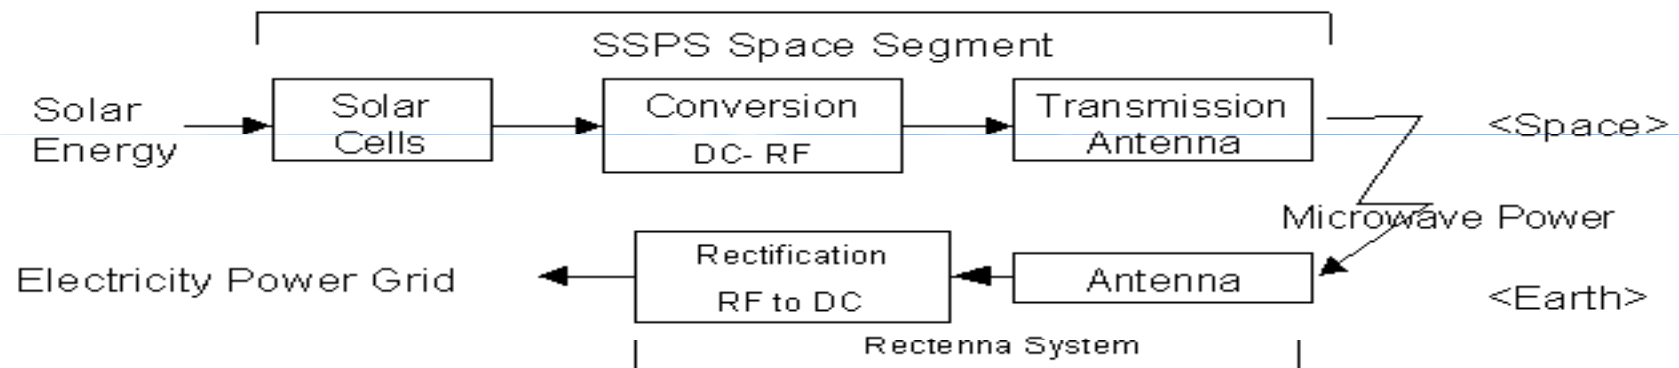 SSPS Space Segment
Solar
Energy
Solar
Cells
Conversion
DC- RF
Transmission
Antenna
<Space>
Microwave Power
Electricity Power Grid
Rectification
RF to DC
Antenna
<Earth>
Rectenna System